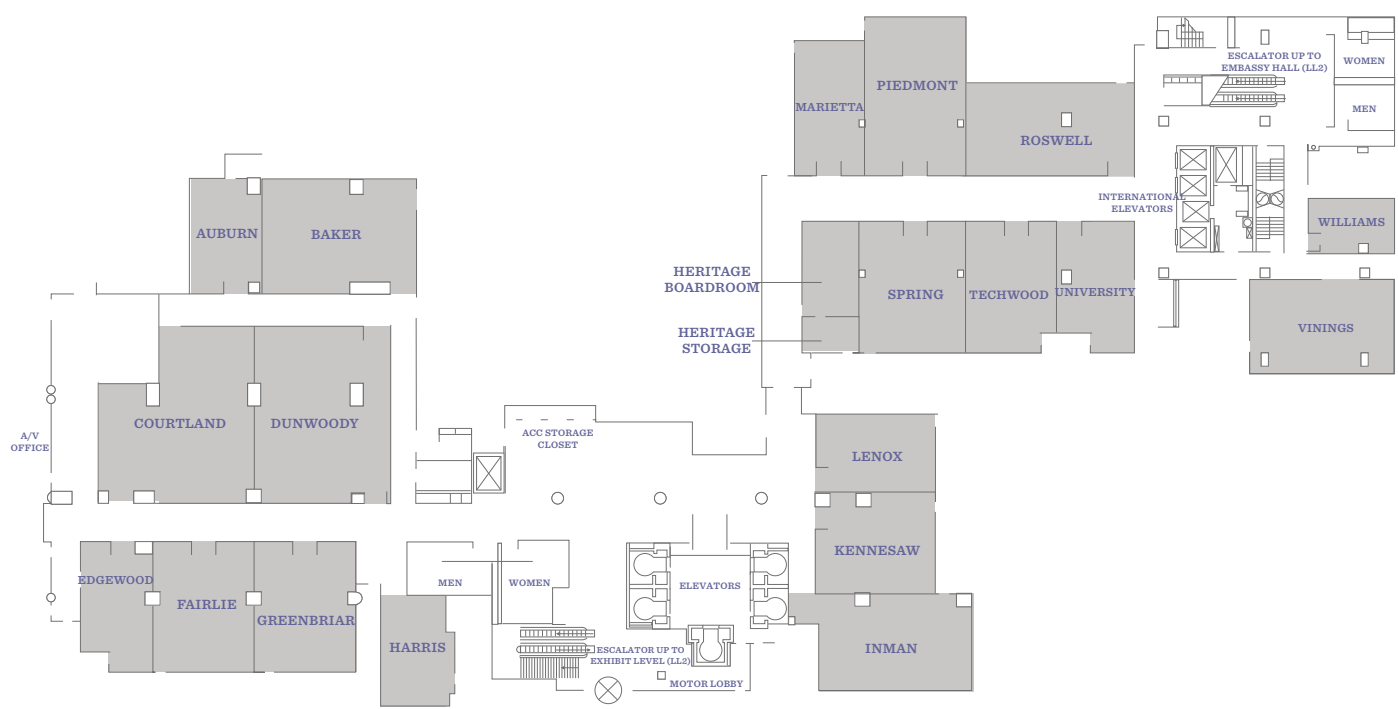 ESCALATOR UP TO
EMBASSY HALL (LL2)
WOMEN
PIEDMONT
MARIETTA
MEN
ROSWELL
INTERNATIONAL
ELEVATORS
WILLIAMS
AUBURN
BAKER
HERITAGE
BOARDROOM
SPRING
TECHWOOD
UNIVERSITY
VININGS
HERITAGE
STORAGE
COURTLAND
DUNWOODY
A/V
OFFICE
ACC STORAGE
CLOSET
LENOX
KENNESAW
EDGEWOOD
MEN
WOMEN
ELEVATORS
FAIRLIE
GREENBRIAR
HARRIS
ESCALATOR UP TO
EXHIBIT LEVEL (LL2)
INMAN
MOTOR LOBBY